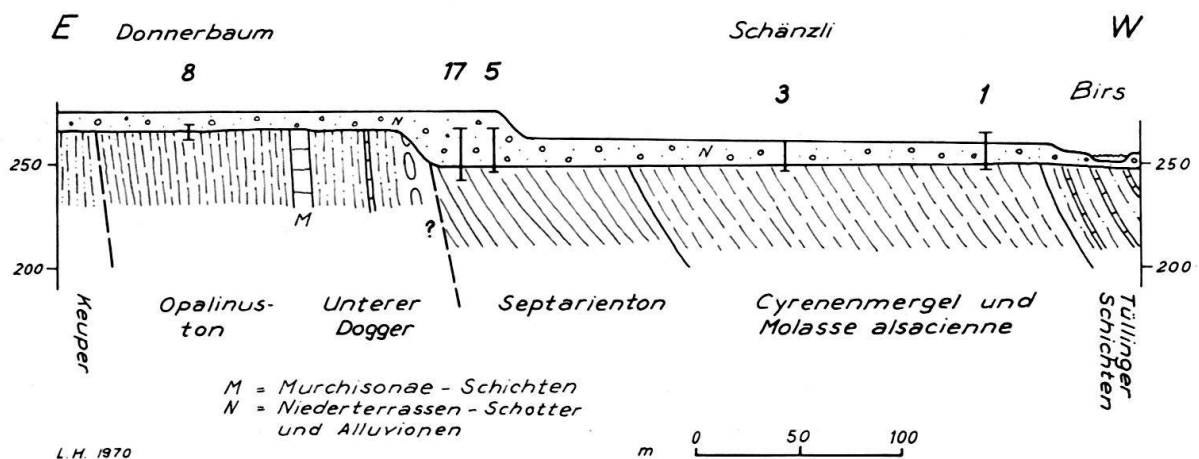 E Donnerbaum Schänzli W
8 17 5 3 1 Birs
N
N
250 250
M
?
200 200
Keuper
Opalinus-
ton
Unterer
Dogger
Septarienton
Cyrenenmergel und
Molasse alsacienne
Tüllinger
Schichten
M = Murchisonae - Schichten
N = Niederterrassen - Schotter
und Alluvionen
L.H. 1970
m 0 50 100